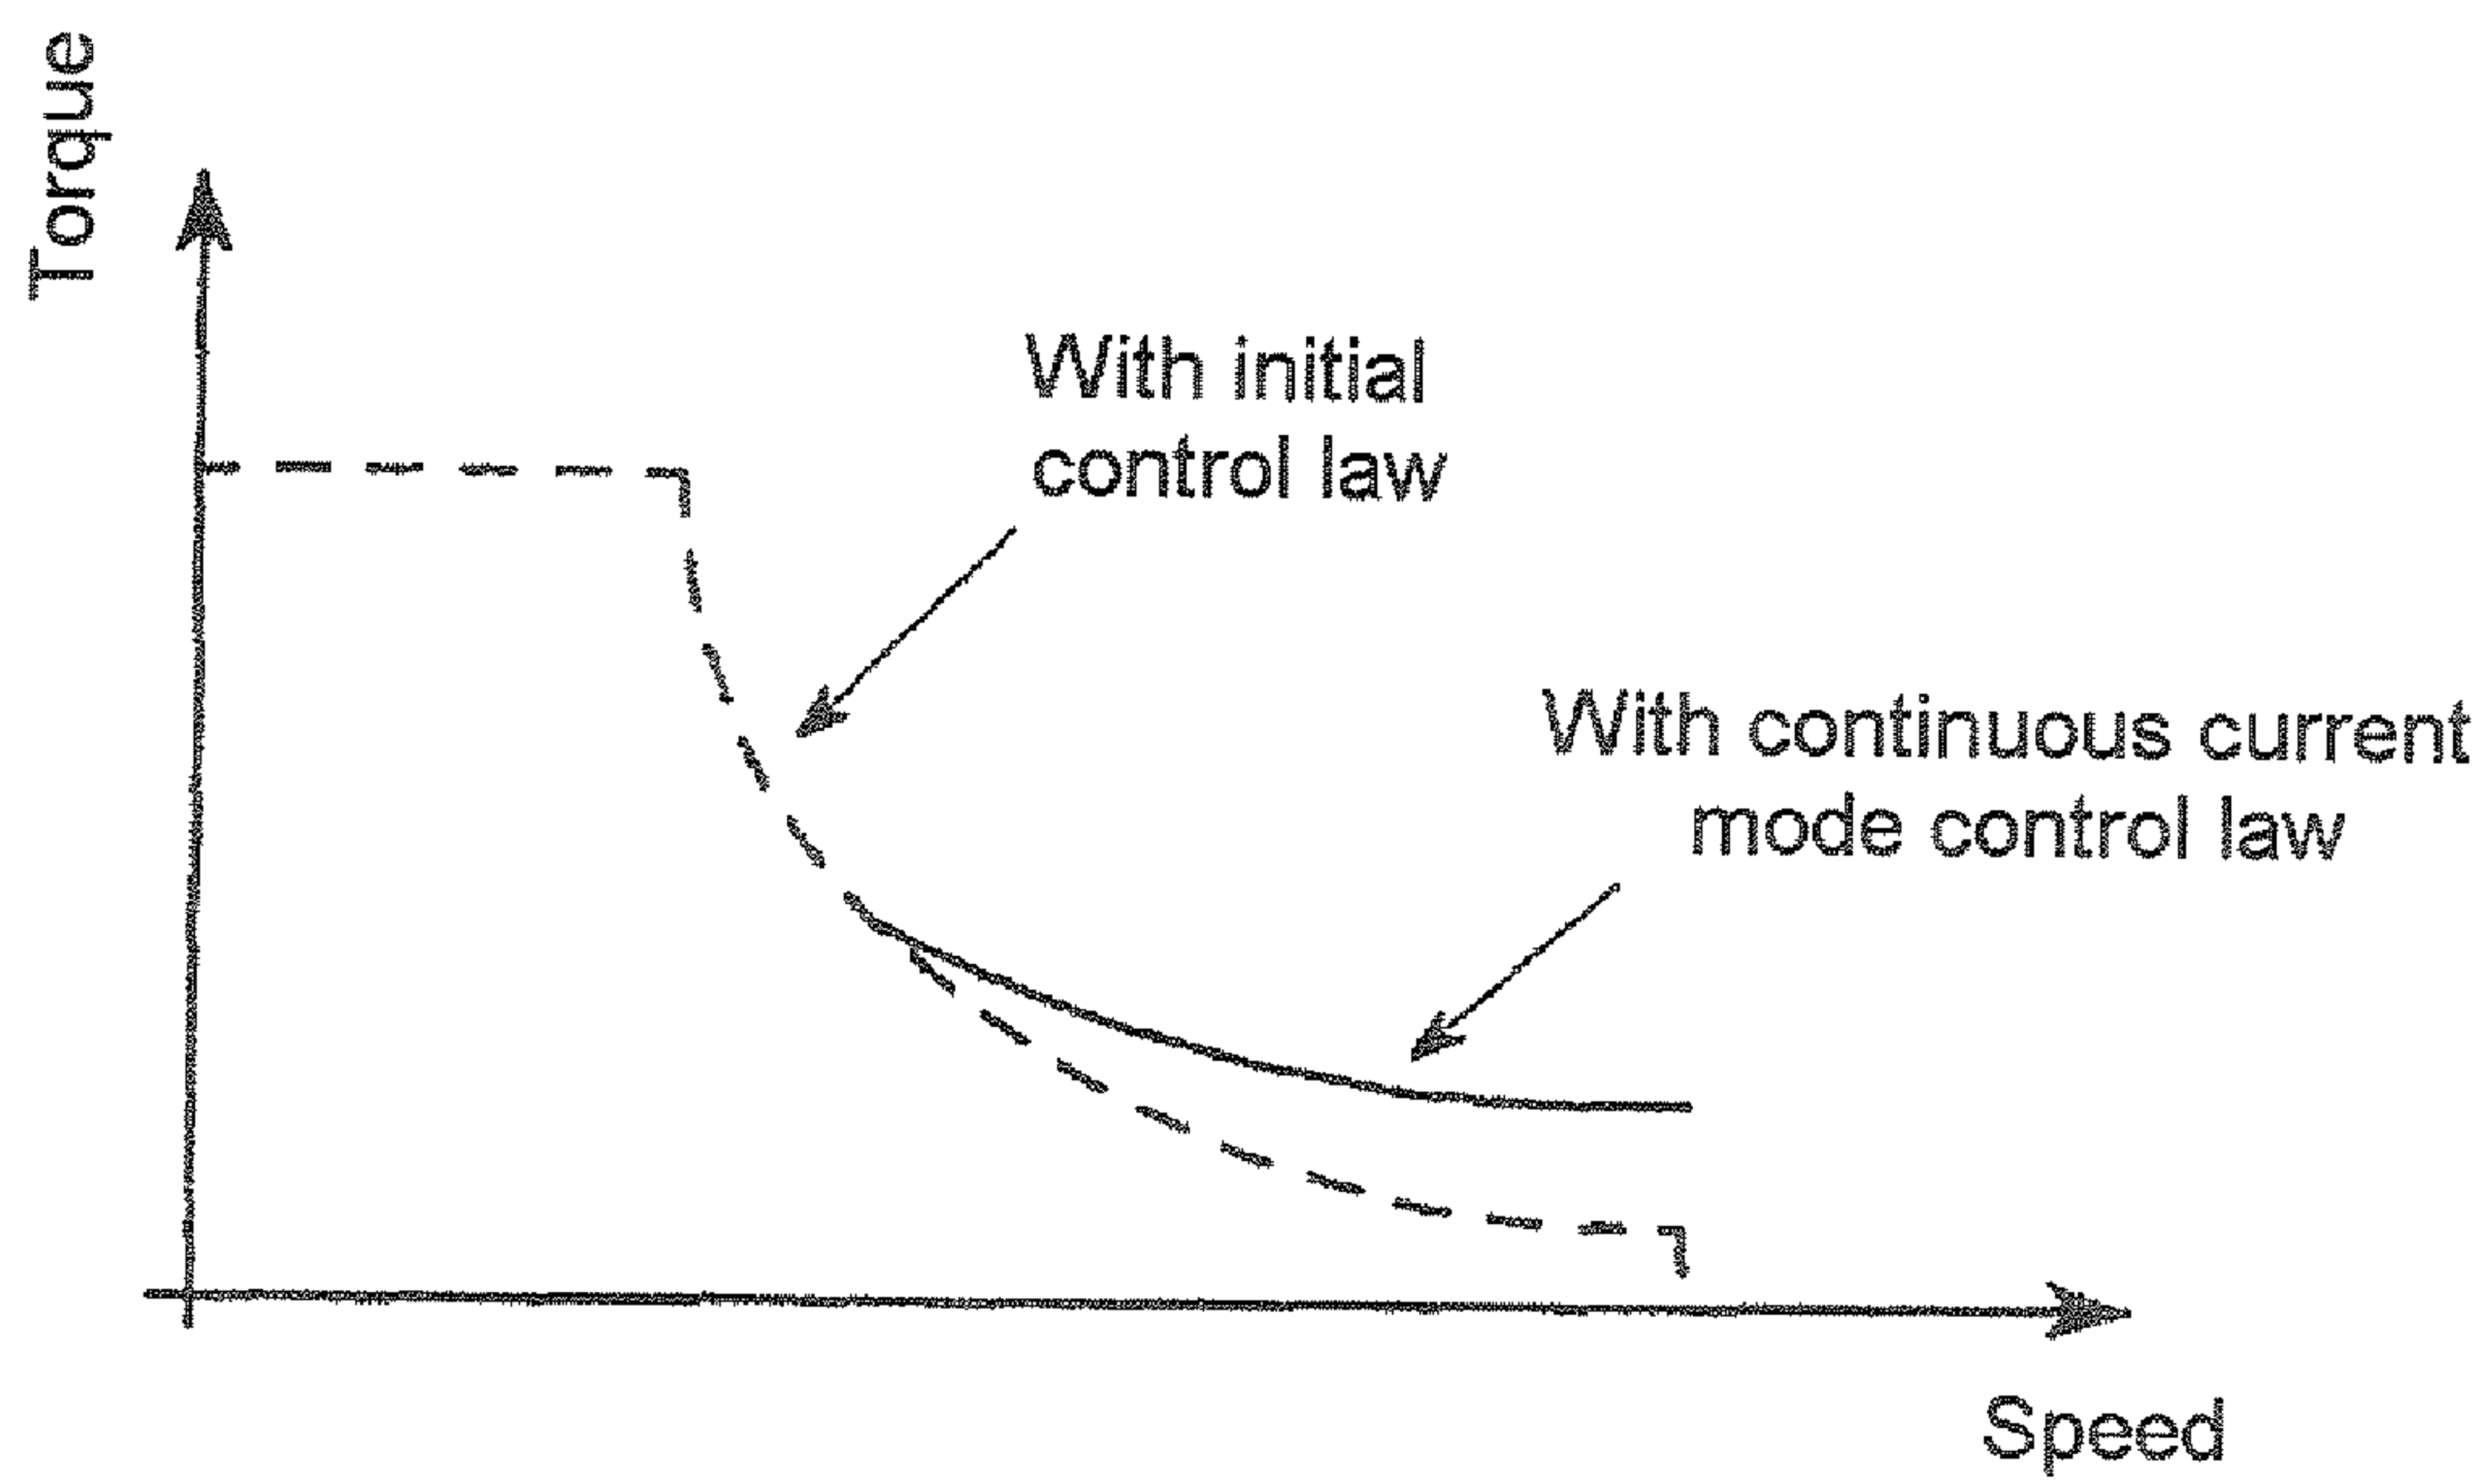 Torque
With initial
control law
With continuous current
mode control law
Speed